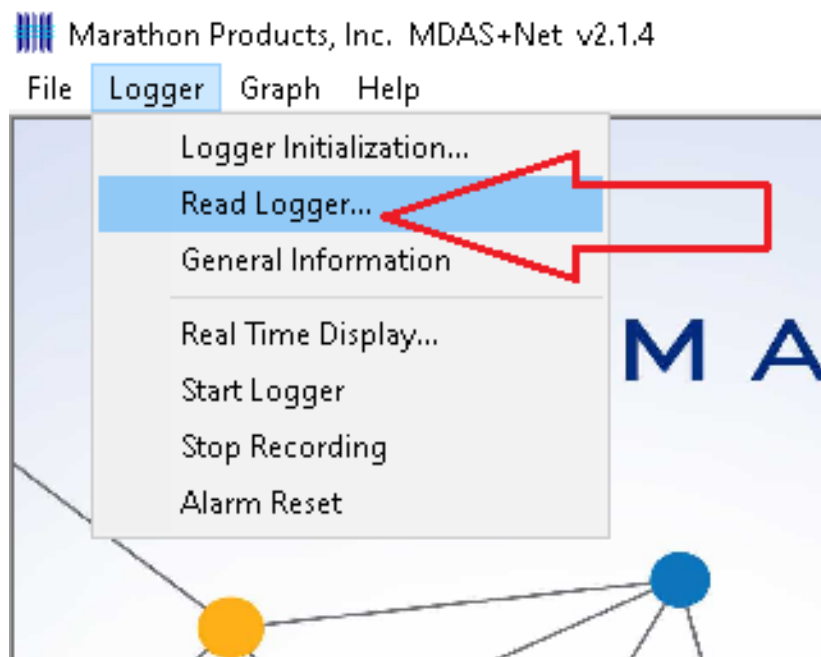 Marathon Products, Inc. MDAS+Net v2.1.4
File Logger Graph Help
Logger Initialization...
Read Logger...
General Information
Real Time Display...
Start Logger
Stop Recording
Alarm Reset
M A